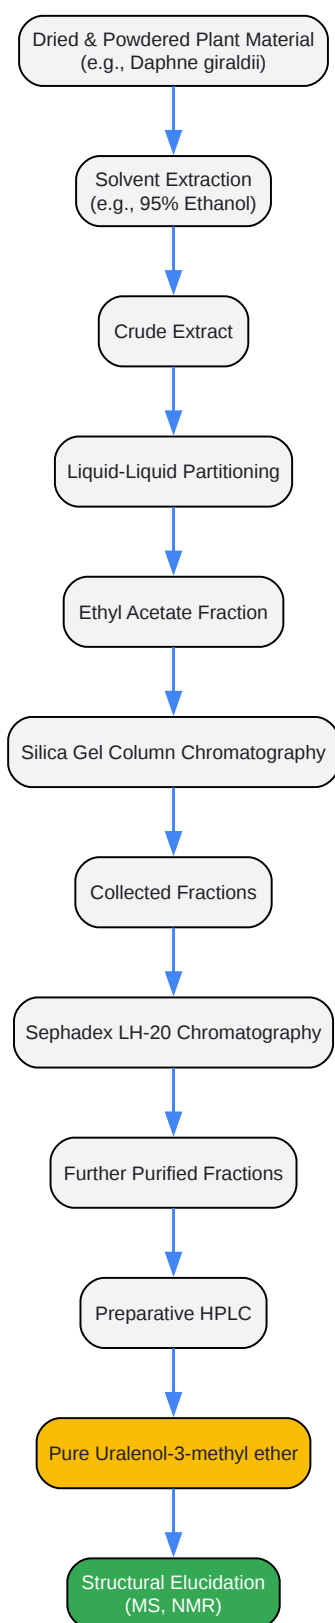 Dried & Powdered Plant Material
(e.g., Daphne giraldii)
Solvent Extraction
(e.g., 95% Ethanol)
Crude Extract
Liquid-Liquid Partitioning
Ethyl Acetate Fraction
Silica Gel Column Chromatography
Collected Fractions
Sephadex LH-20 Chromatography
Further Purified Fractions
Preparative HPLC
Pure Uralenol-3-methyl ether
Structural Elucidation
(MS, NMR)